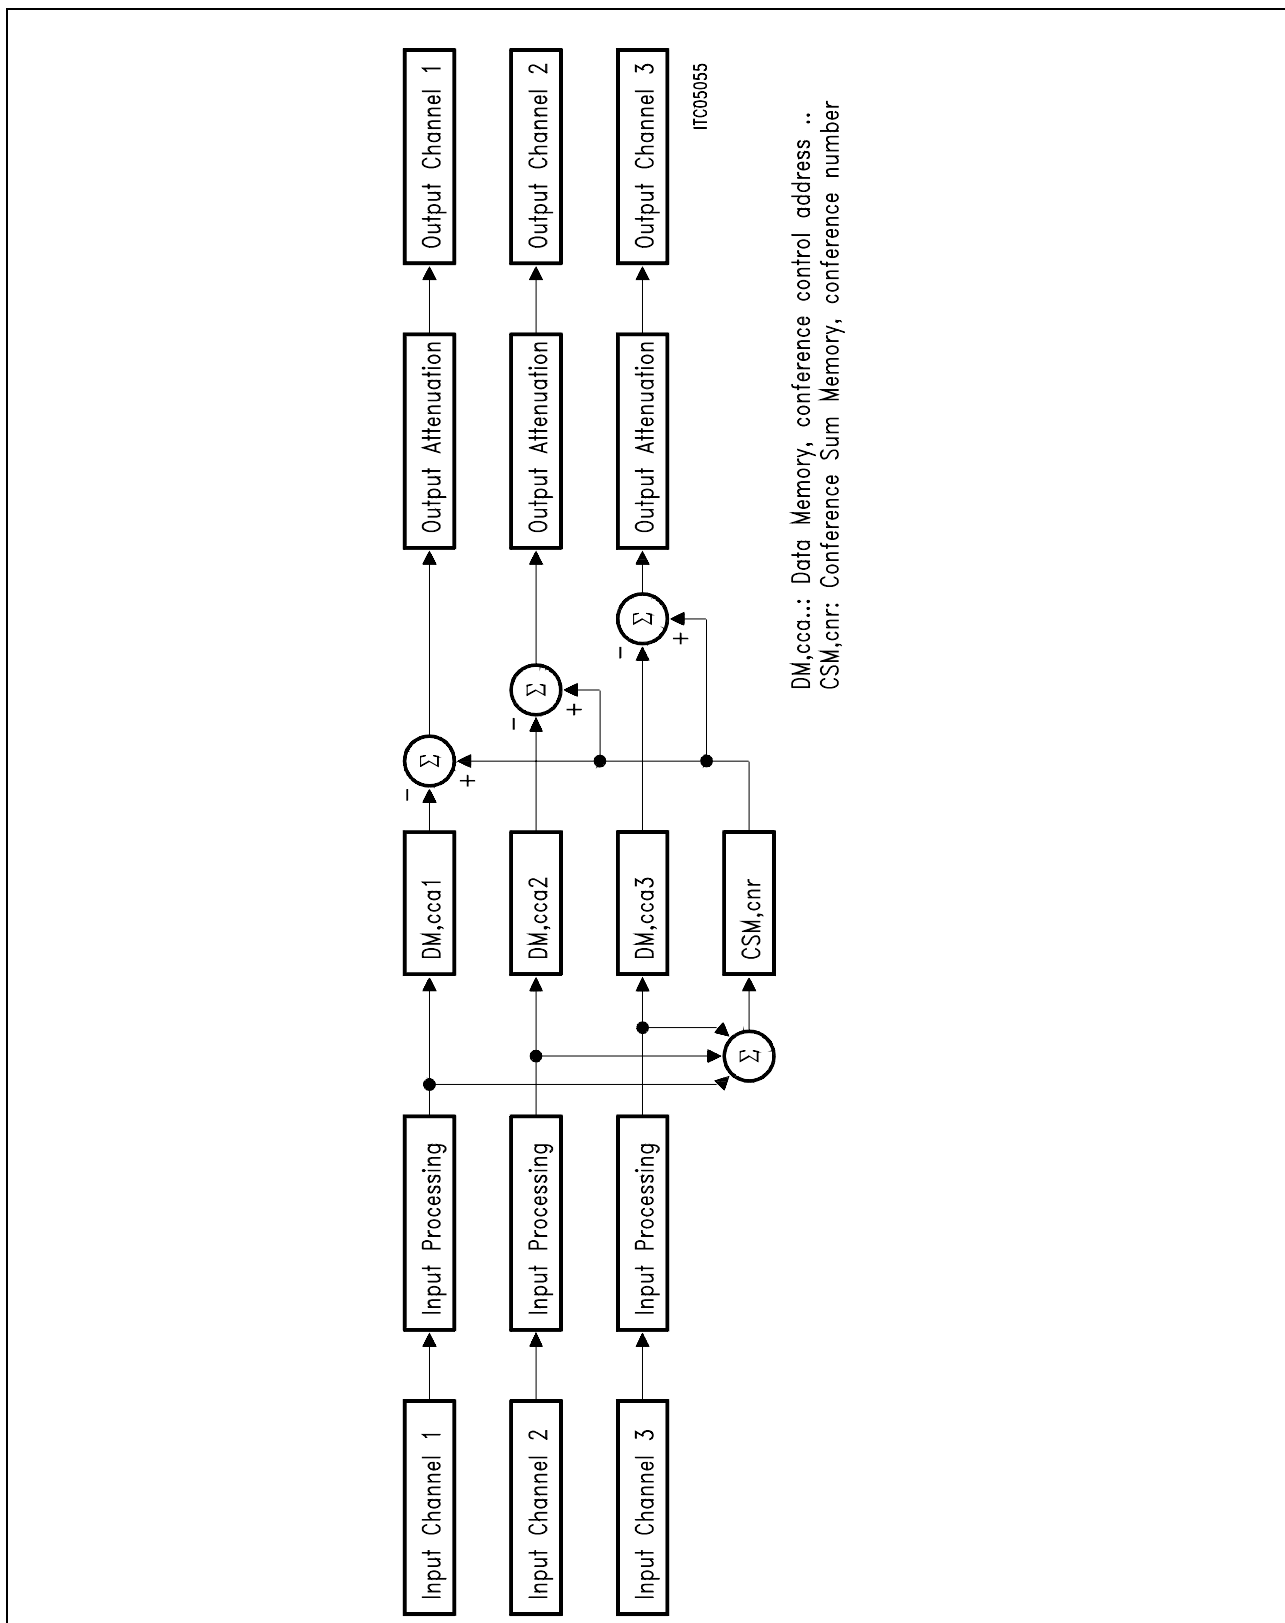 Input Channel 1
Input Processing
DM,cca1
-
+
Σ
Output Attenuation
Output Channel 1
Input Channel 2
Input Processing
DM,cca2
-
+
Σ
Output Attenuation
Output Channel 2
Input Channel 3
Input Processing
DM,cca3
-
+
Σ
Output Attenuation
Output Channel 3
Σ
CSM,cnr
ITC05055
DM,cca..: Data Memory, conference control address ..
CSM,cnr: Conference Sum Memory, conference number